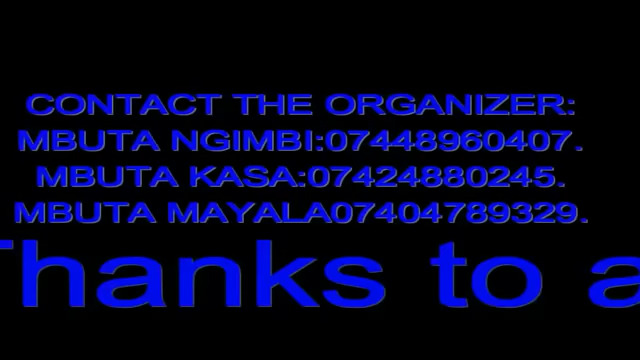 CONTACT THE ORGANIZER:
MBUTA NGIMBI:07448960407.
MBUTA KASA:07424880245.
MBUTA MAYALA07404789329.
Thanks to a